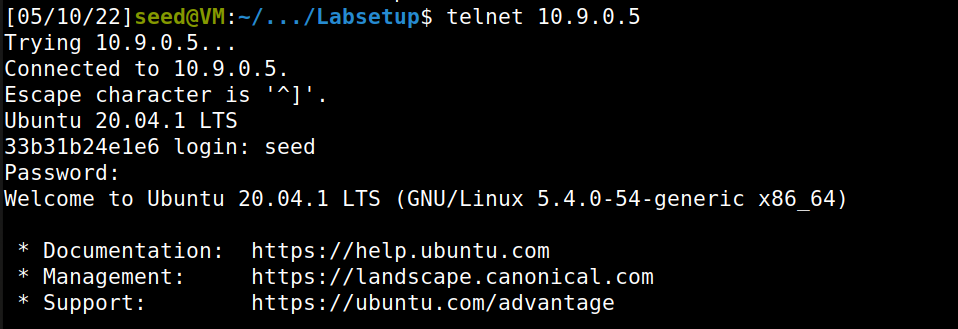 [05/10/22]seed@VM:~/.../Labsetup$ telnet 10.9.0.5
Trying 10.9.0.5...
Connected to 10.9.0.5.
Escape character is '^]'.
Ubuntu 20.04.1 LTS
33b31b24e1e6 login: seed
Password:
Welcome to Ubuntu 20.04.1 LTS (GNU/Linux 5.4.0-54-generic x86_64)

 * Documentation:  https://help.ubuntu.com
 * Management:     https://landscape.canonical.com
 * Support:        https://ubuntu.com/advantage